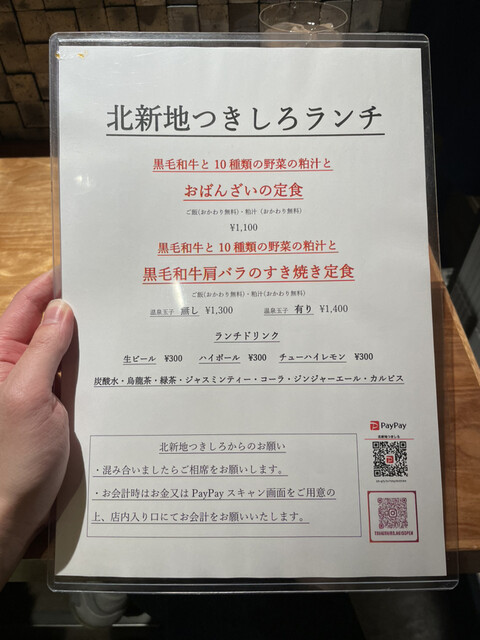 北新地つきしろランチ
黒毛和牛と 10 種類の野菜の粕汁と
おばんざいの定食
ご飯(おかわり無料)・粕汁 (おかわり無料)
¥1,100
黒毛和牛と 10 種類の野菜の粕汁と
黒毛和牛肩バラのすき焼き定食
ご飯(おかわり無料)・粕汁(おかわり無料)
温泉玉子 無し ¥1,300 温泉玉子 有り ¥1,400
ランチドリンク
生ビール ¥300 ハイボール ¥300 チューハイレモン ¥300
炭酸水・烏龍茶・緑茶・ジャスミンティー・コーラ・ジンジャーエール・カルピス
PayPay
北新地つきしろ
北新地つきしろからのお願い
・混み合いましたらご相席をお願いします。
・お会計時はお金又は PayPay スキャン画面をご用意の
上、店内入り口にてお会計をお願いいたします。